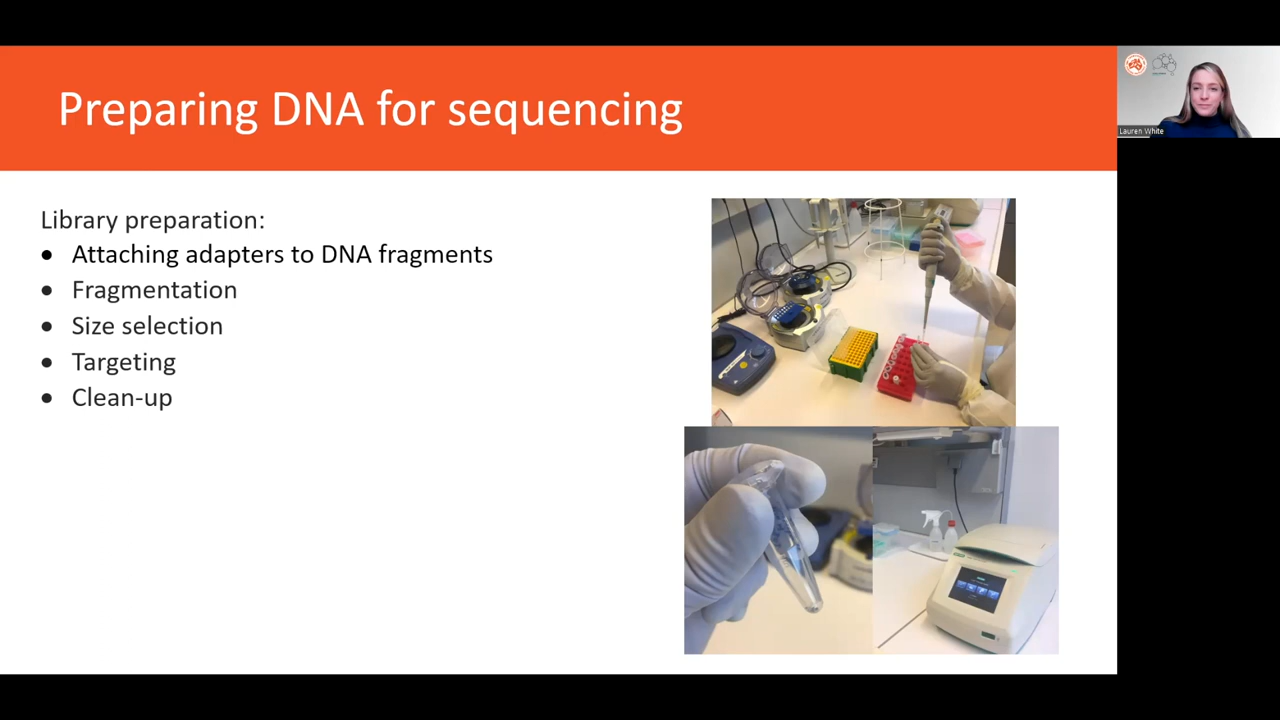 Preparing DNA for sequencing
Lauren White
Library preparation:
• Attaching adapters to DNA fragments
• Fragmentation
• Size selection
• Targeting
• Clean-up